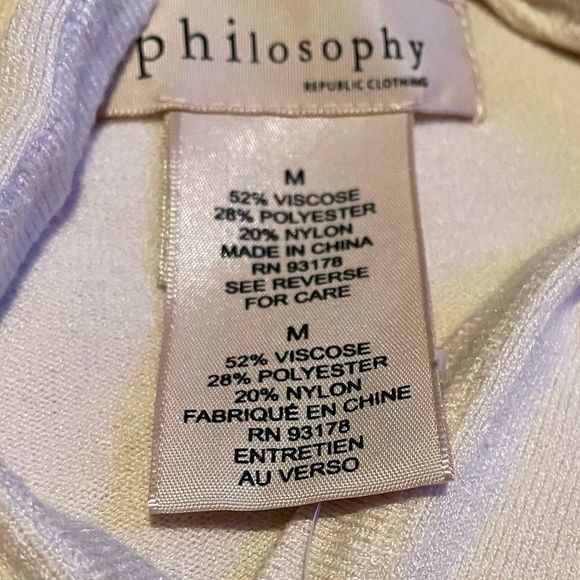 philosophy
REPUBLIC CLOTHING
M
52% VISCOSE
28% POLYESTER
20% NYLON
MADE IN CHINA
RN 93178
SEE REVERSE
FOR CARE
M
52% VISCOSE
28% POLYESTER
20% NYLON
FABRIQUÉ EN CHINE
RN 93178
ENTRETIEN
AU VERSO